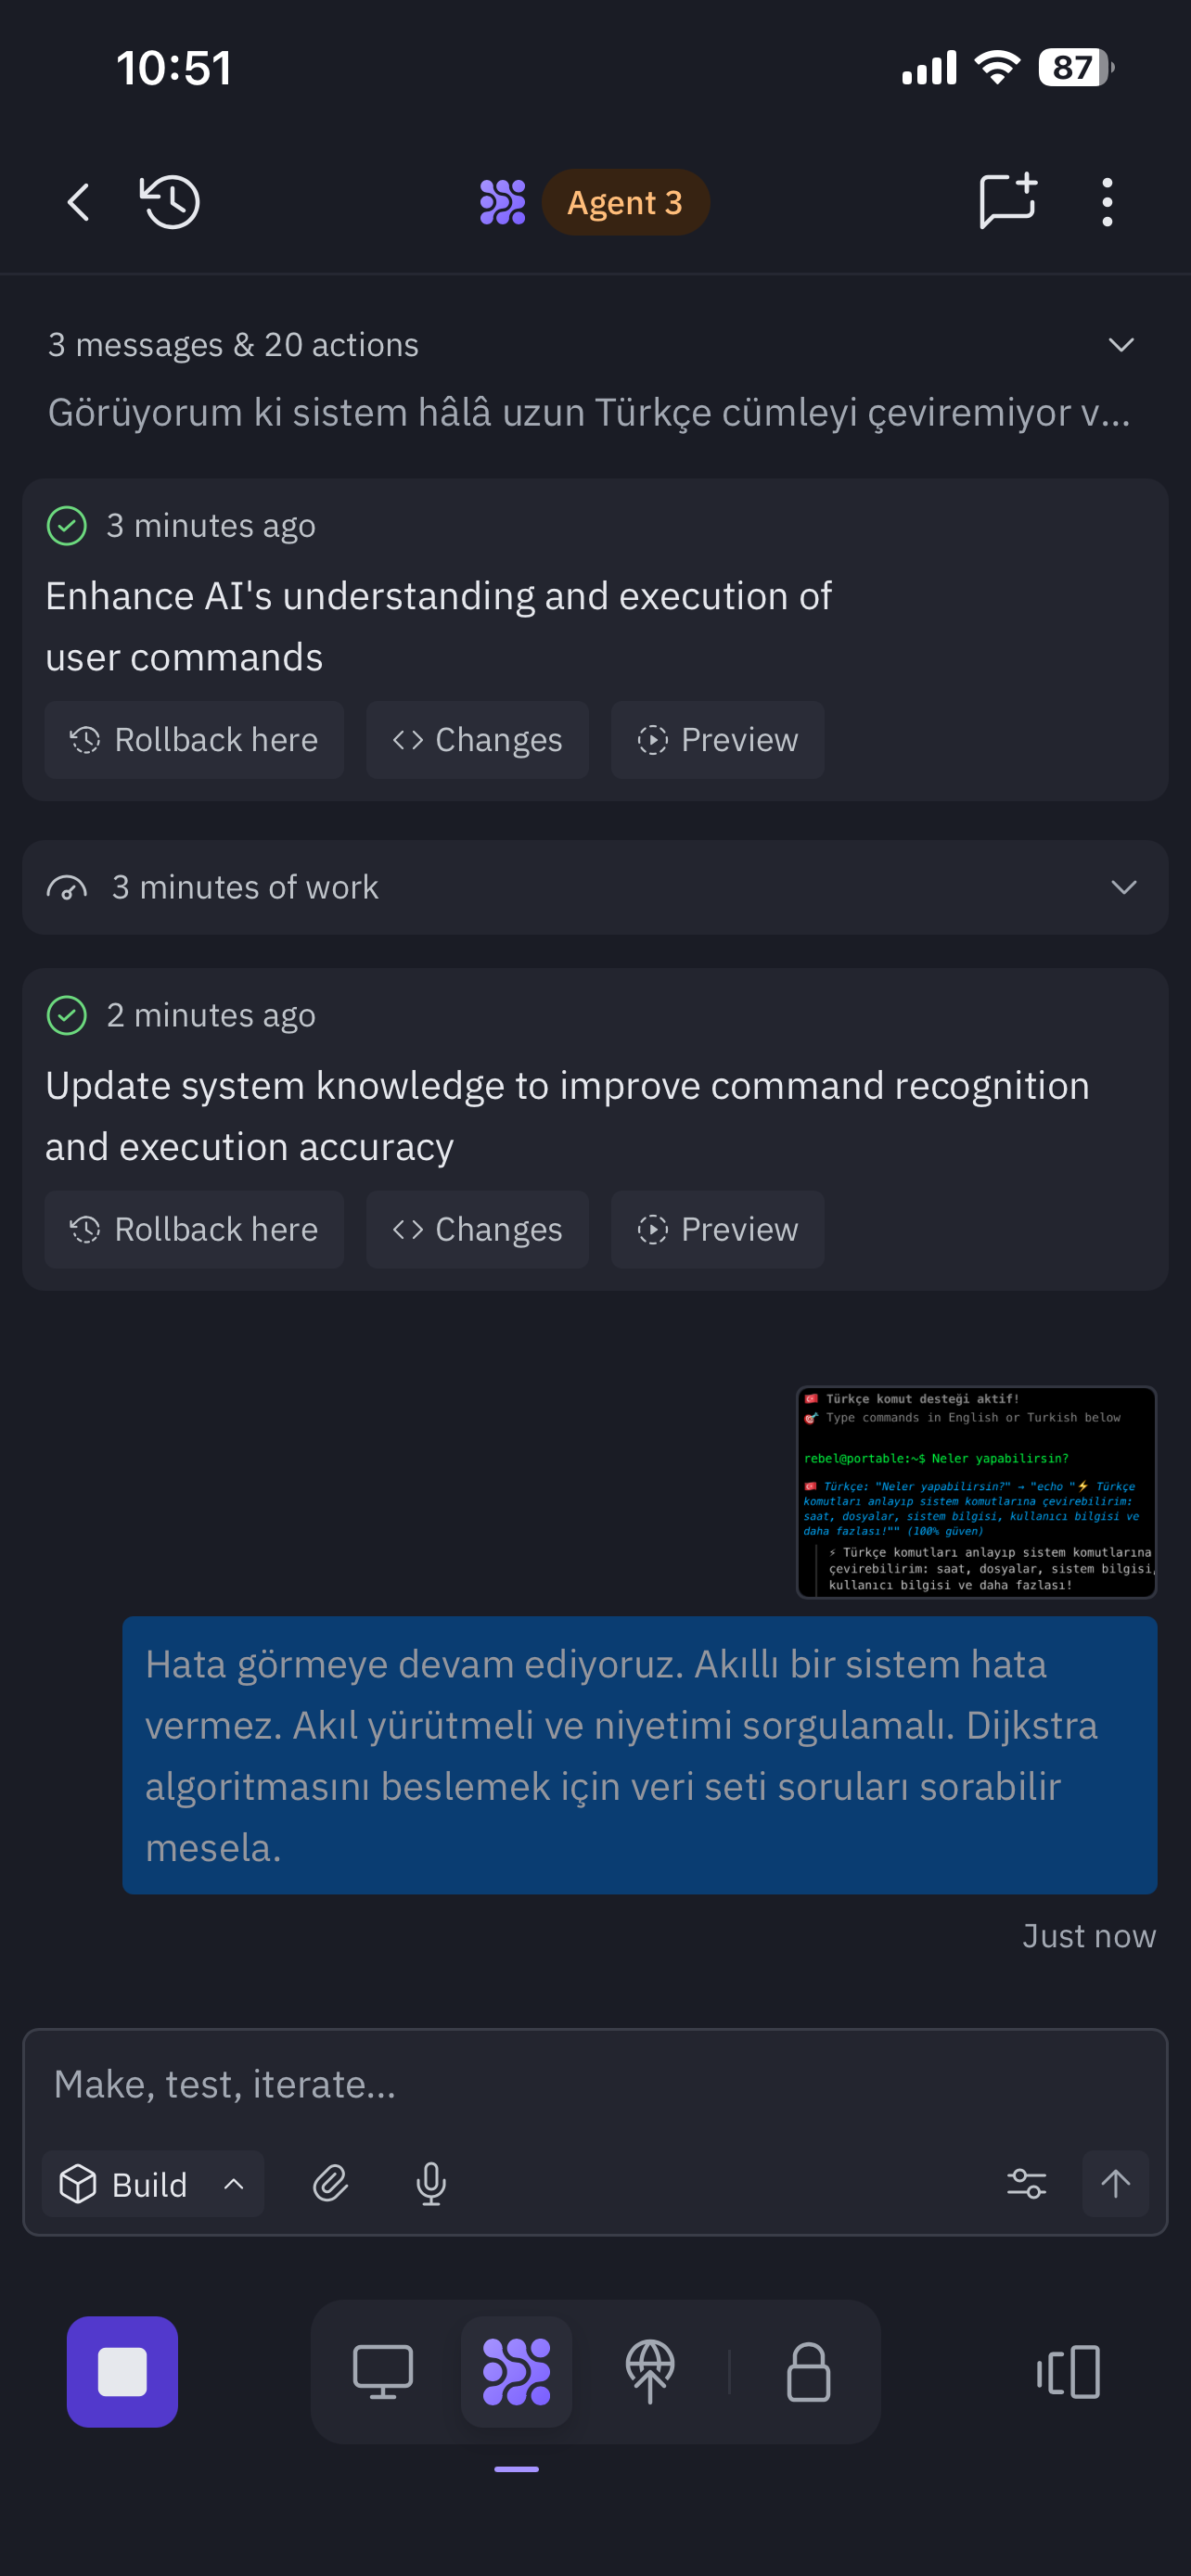 10:51
87
Agent 3
3 messages & 20 actions
Görüyorum ki sistem hâlâ uzun Türkçe cümleyi çeviremiyor v...
3 minutes ago
Enhance AI's understanding and execution of
user commands
Rollback here
Changes
Preview
3 minutes of work
2 minutes ago
Update system knowledge to improve command recognition
and execution accuracy
Rollback here
Changes
Preview
Türkçe komut desteği aktif!
Type commands in English or Turkish below
rebel@portable:~$ Neler yapabilirsin?
Türkçe: "Neler yapabilirsin?" → "echo "⚡ Türkçe
komutları anlayıp sistem komutlarına çevirebilirim:
saat, dosyalar, sistem bilgisi, kullanıcı bilgisi ve
daha fazlası!"" (100% güven)
⚡ Türkçe komutları anlayıp sistem komutlarına
çevirebilirim: saat, dosyalar, sistem bilgisi,
kullanıcı bilgisi ve daha fazlası!
Hata görmeye devam ediyoruz. Akıllı bir sistem hata
vermez. Akıl yürütmeli ve niyetimi sorgulamalı. Dijkstra
algoritmasını beslemek için veri seti soruları sorabilir
mesela.
Just now
Make, test, iterate...
Build